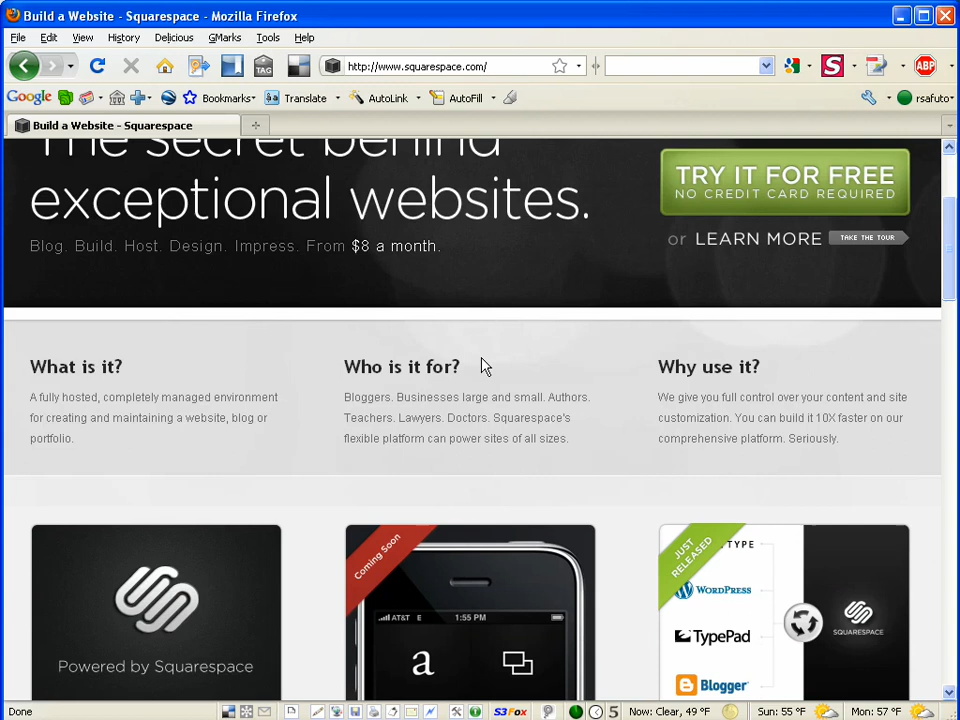 Build a Website - Squarespace - Mozilla Firefox
File Edit View History Delicious GMarks Tools Help
TAG http://www.squarespace.com/ S ABP
Google Bookmarks Translate AutoLink AutoFill rsafuto
Build a Website - Squarespace
The secret behind
exceptional websites.
Blog. Build. Host. Design. Impress. From $8 a month.
TRY IT FOR FREE
NO CREDIT CARD REQUIRED
or LEARN MORE TAKE THE TOUR
What is it?
A fully hosted, completely managed environment
for creating and maintaining a website, blog or
portfolio.
Who is it for?
Bloggers. Businesses large and small. Authors.
Teachers. Lawyers. Doctors. Squarespace's
flexible platform can power sites of all sizes.
Why use it?
We give you full control over your content and site
customization. You can build it 10X faster on our
comprehensive platform. Seriously.
Powered by Squarespace
Coming Soon
AT&T E 1:55 PM
a
JUST
RELEASED
TYPE
WORDPRESS
TypePad
Blogger
SQUARESPACE
Done S3Fox 5 Now: Clear, 49 °F Sun: 55 °F Mon: 57 °F